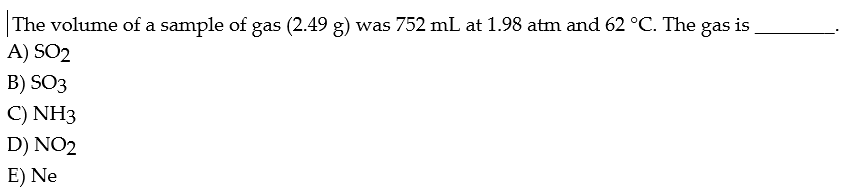 The volume of a sample of gas (2.49 g) was 752 mL at 1.98 atm and 62 °C. The gas is ________.
A) SO2
B) SO3
C) NH3
D) NO2
E) Ne